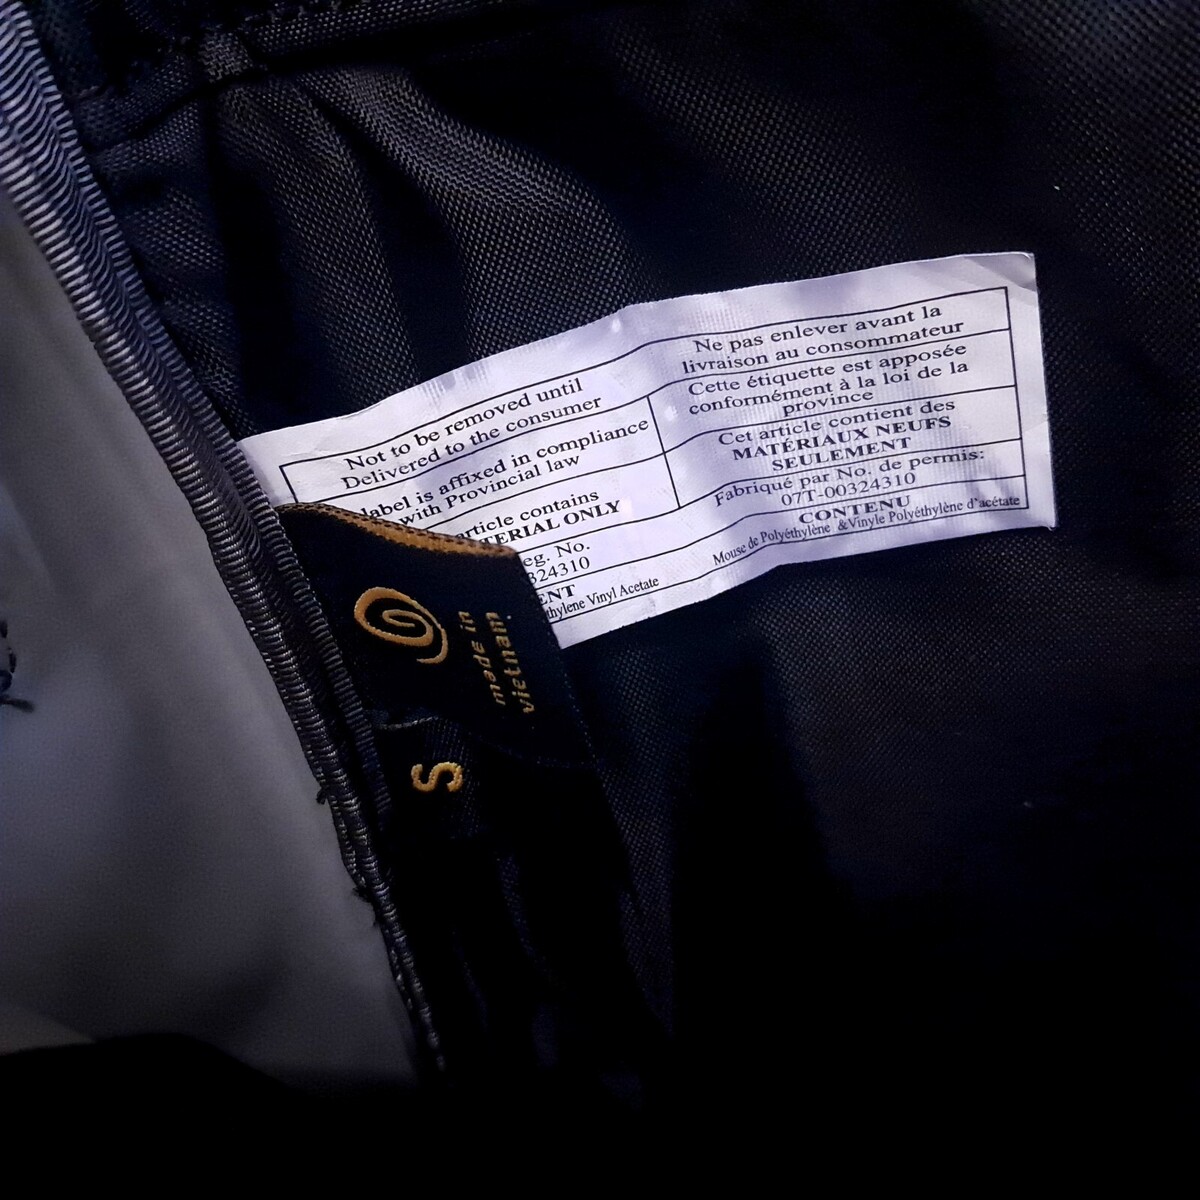 Not to be removed until
Delivered to the consumer
label is affixed in compliance
with Provincial law
article contains
ERIAL ONLY
eg. No.
324310
ENT
thylene Vinyl Acetate
Ne pas enlever avant la
livraison au consommateur
Cette étiquette est apposée
conformément à la loi de la
province
Cet article contient des
MATÉRIAUX NEUFS
SEULEMENT
Fabriqué par No. de permis:
07T-00324310
CONTENU
Mousse de Polyéthylène &Vinyle Polyéthylène d'acétate
made in
vietnam
S